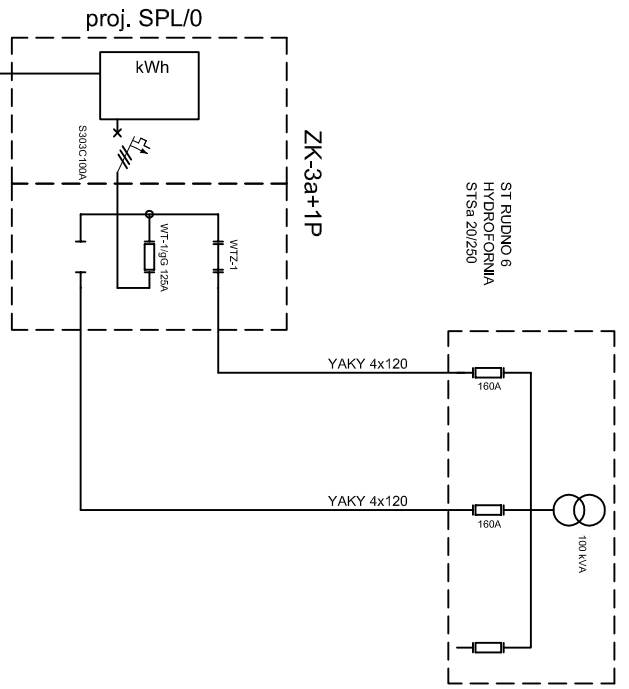 proj. SPL/0
kWh
S303C100A
ZK-3a+1P
WT-1/gG 125A
WTZ-1
ST RUDNO 6
HYDROFORNIA
STSa 20/250
YAKY 4x120
160A
YAKY 4x120
160A
100 kVA